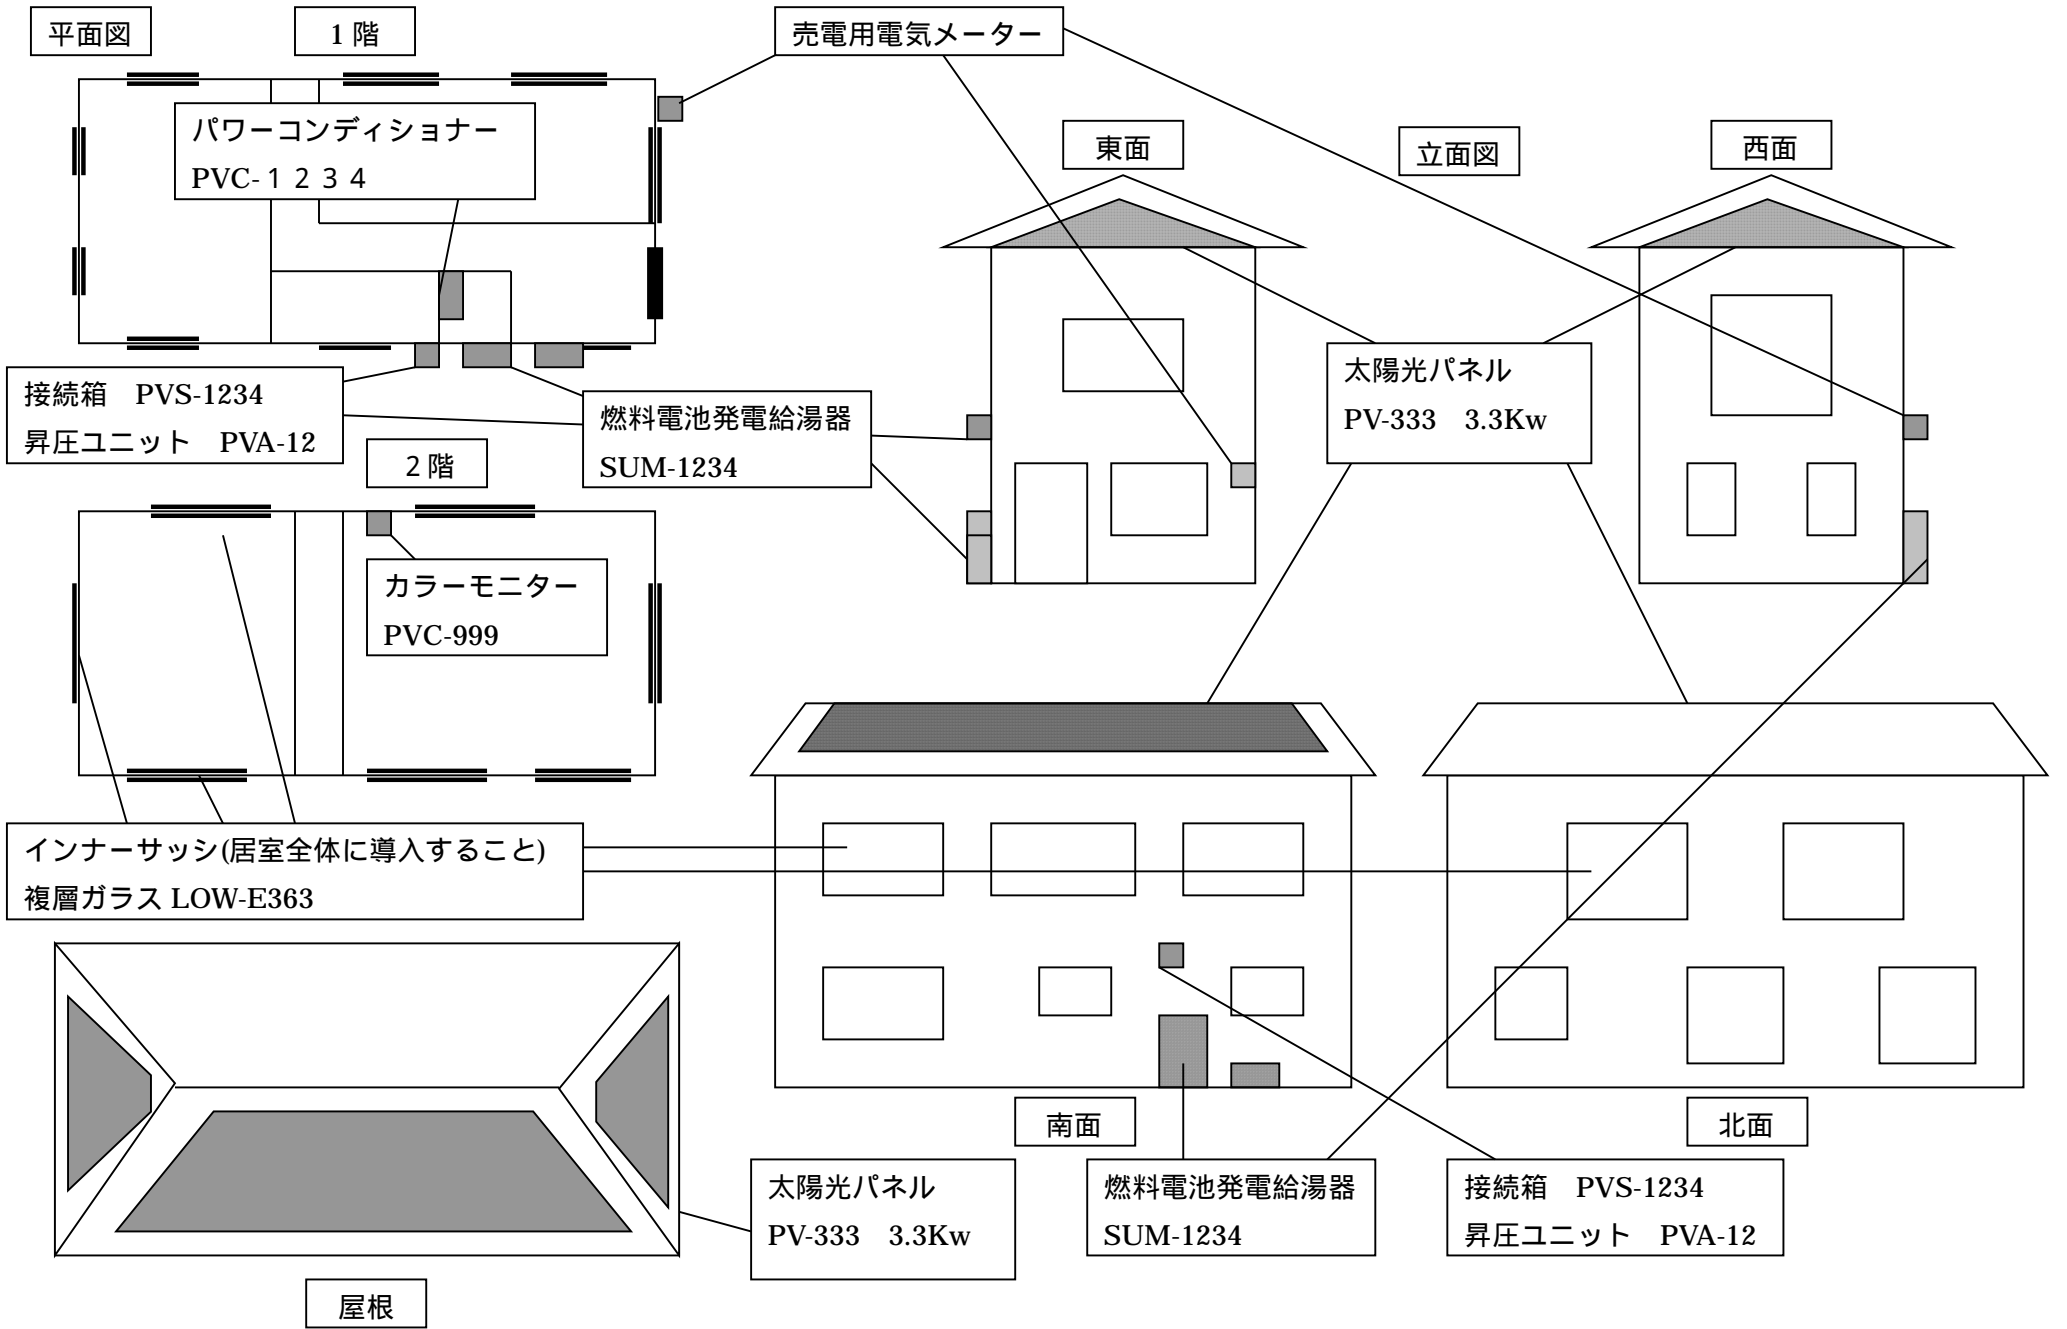 平面図
1 階
売電用電気メーター
パワーコンディショナー
PVC-１２３４
東面
立面図
西面
接続箱　PVS-1234
昇圧ユニット　PVA-12
燃料電池発電給湯器
SUM-1234
太陽光パネル
PV-333　3.3Kw
２階
カラーモニター
PVC-999
インナーサッシ(居室全体に導入すること)
複層ガラス LOW-E363
南面
北面
太陽光パネル
PV-333　3.3Kw
燃料電池発電給湯器
SUM-1234
接続箱　PVS-1234
昇圧ユニット　PVA-12
屋根